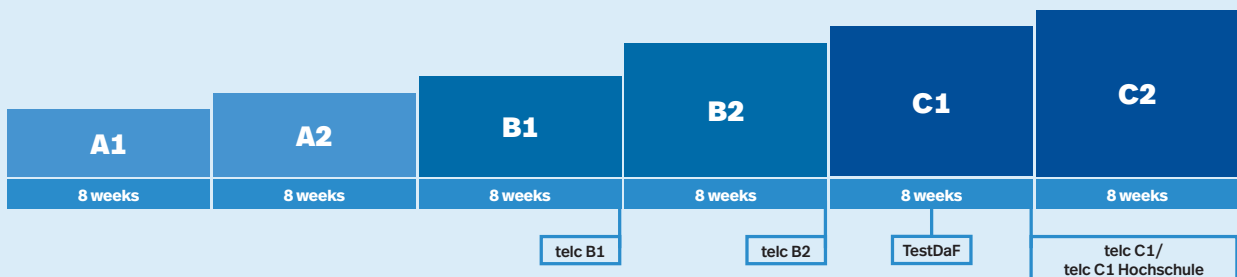 A1
A2
B1
B2
C1
C2
8 weeks
8 weeks
8 weeks
8 weeks
8 weeks
8 weeks
telc B1
telc B2
TestDaF
telc C1/
telc C1 Hochschule